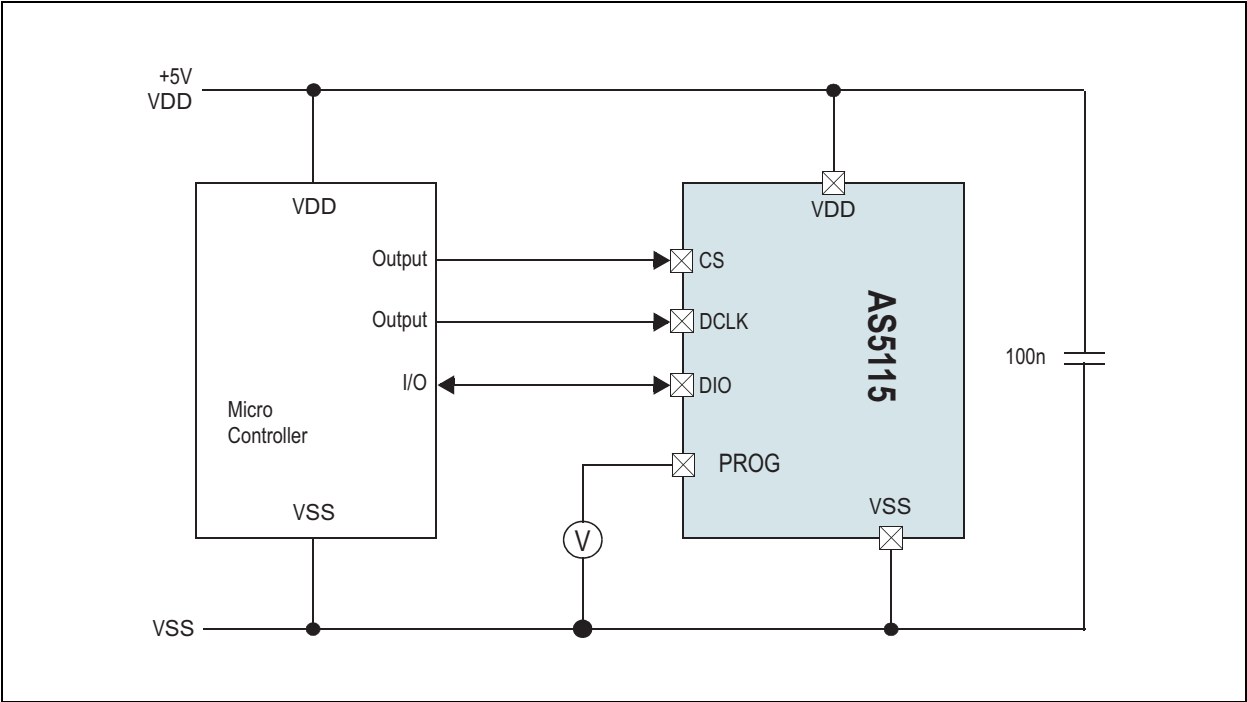 +5V
VDD
VDD
VDD
Output
CS
Output
DCLK
I/O
DIO
AS5115
100n
Micro
Controller
PROG
VSS
VSS
V
VSS